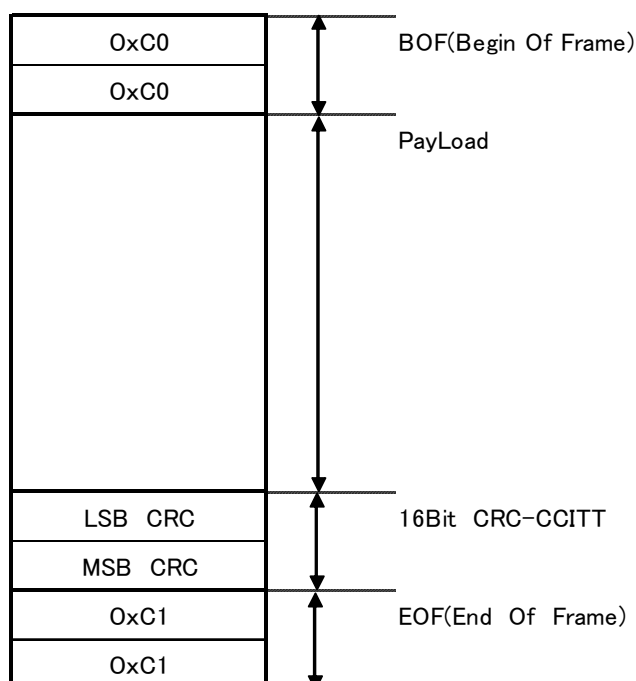 0xC0 BOF(Begin Of Frame)
0xC0
PayLoad
LSB CRC 16Bit CRC-CCITT
MSB CRC
0xC1 EOF(End Of Frame)
0xC1